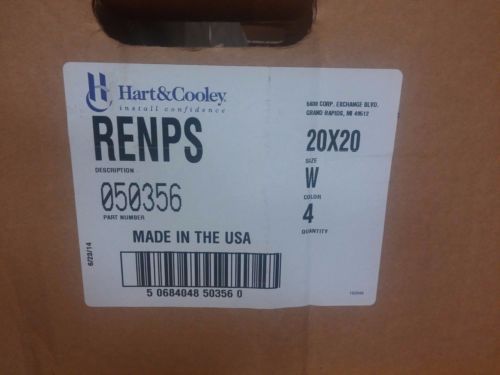 Hart&Cooley
install confidence
5030 CORP. EXCHANGE BLVD.
GRAND RAPIDS, MI 49512
RENPS
DESCRIPTION
20X20
SIZE
050356
PART NUMBER
W
COLOR
4
QUANTITY
6/23/14
MADE IN THE USA
5 0684048 50356 0